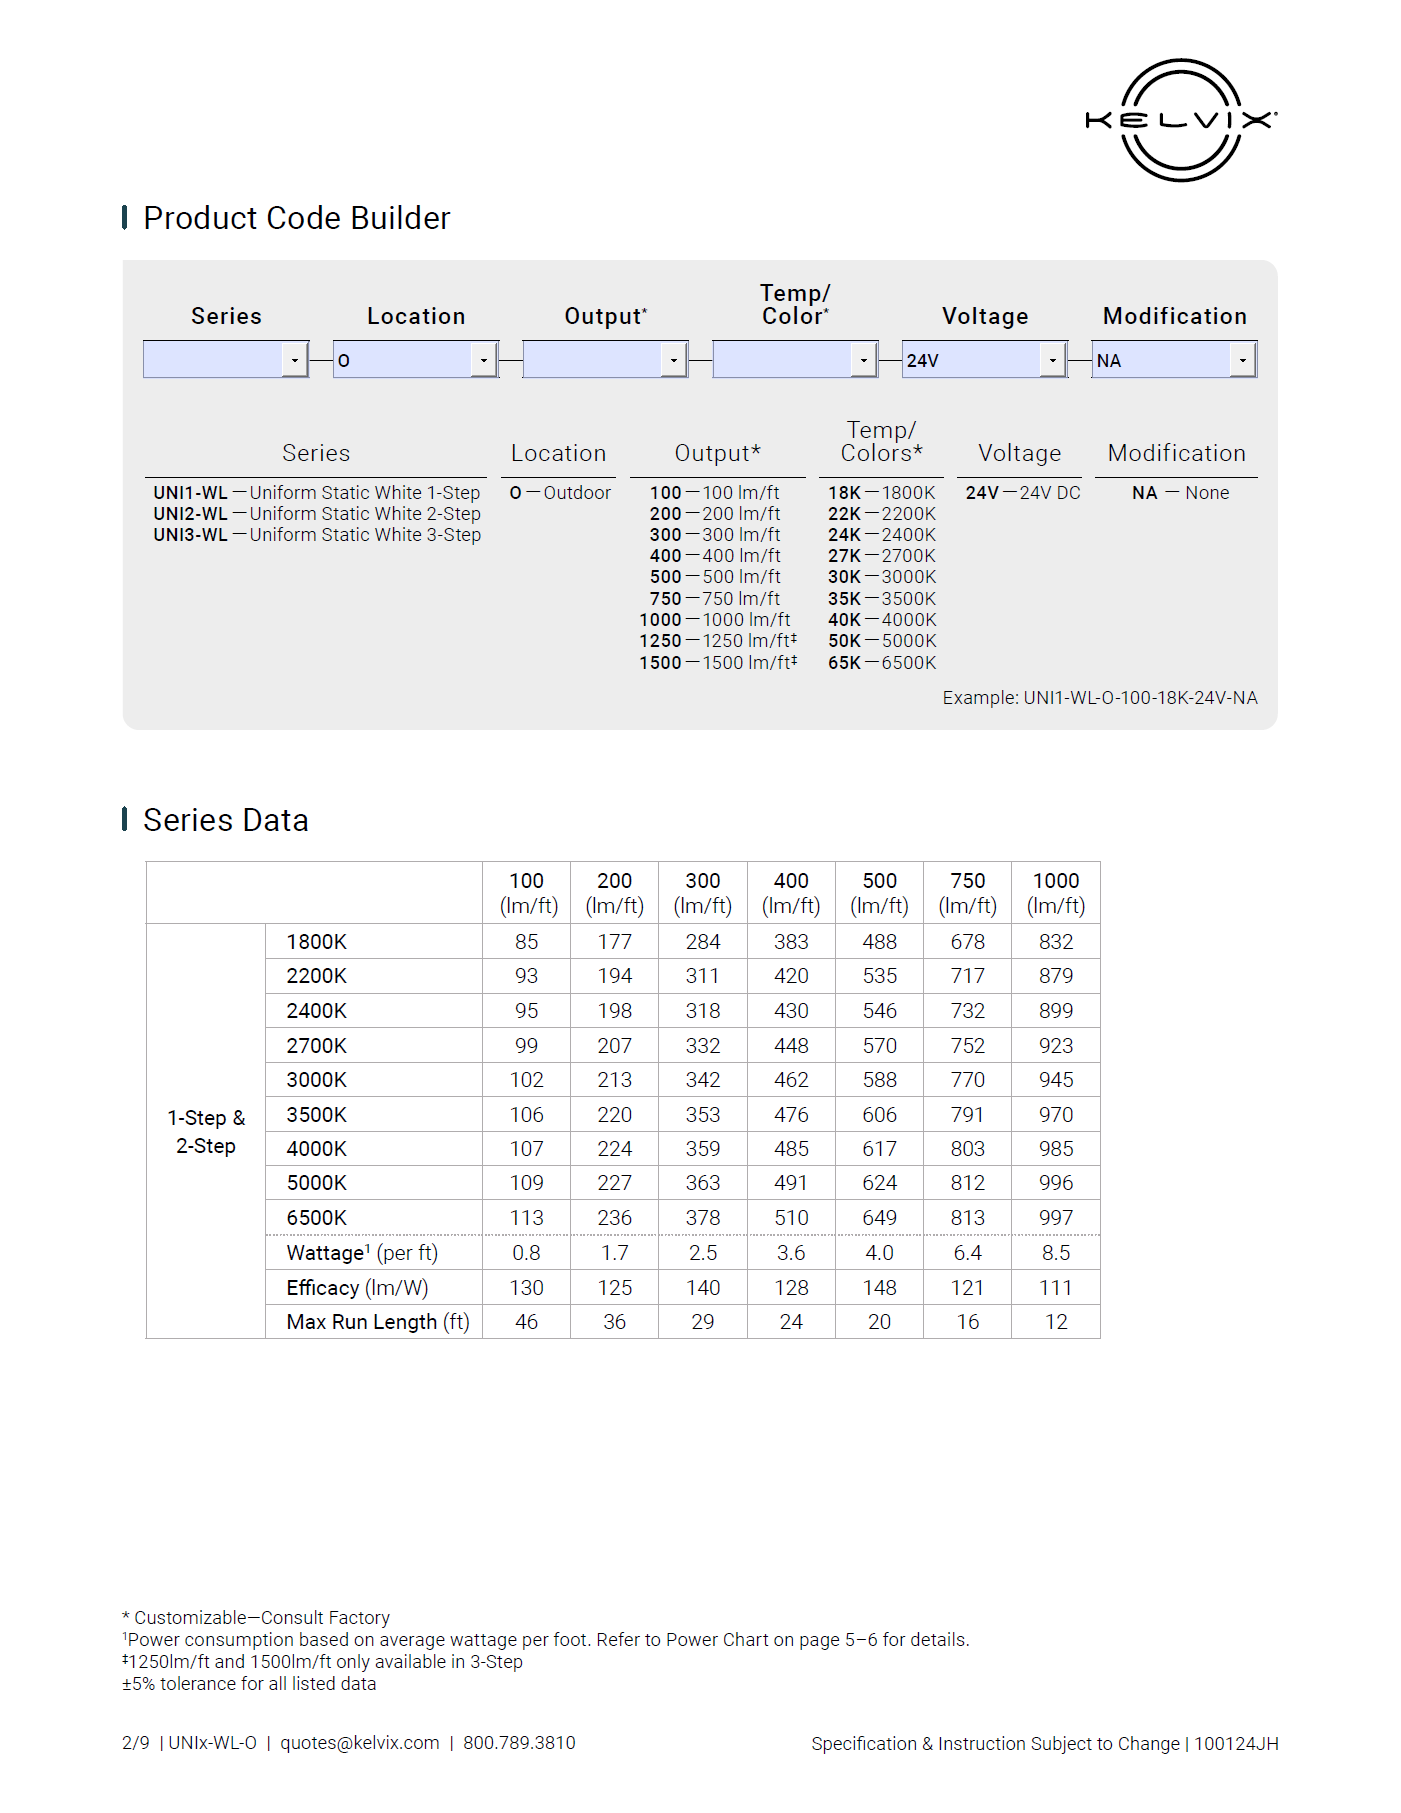 KELVIX®
Product Code Builder
Series Location Output* Temp/ Color* Voltage Modification
O 24V NA
Series Location Output* Temp/ Colors* Voltage Modification
UNI1-WL — Uniform Static White 1-Step O — Outdoor 100 — 100 lm/ft 18K — 1800K 24V — 24V DC NA — None
UNI2-WL — Uniform Static White 2-Step 200 — 200 lm/ft 22K — 2200K
UNI3-WL — Uniform Static White 3-Step 300 — 300 lm/ft 24K — 2400K
400 — 400 lm/ft 27K — 2700K
500 — 500 lm/ft 30K — 3000K
750 — 750 lm/ft 35K — 3500K
1000 — 1000 lm/ft 40K — 4000K
1250 — 1250 lm/ft‡ 50K — 5000K
1500 — 1500 lm/ft‡ 65K — 6500K
Example: UNI1-WL-O-100-18K-24V-NA
Series Data
100 200 300 400 500 750 1000
(lm/ft) (lm/ft) (lm/ft) (lm/ft) (lm/ft) (lm/ft) (lm/ft)
1-Step &
2-Step
1800K 85 177 284 383 488 678 832
2200K 93 194 311 420 535 717 879
2400K 95 198 318 430 546 732 899
2700K 99 207 332 448 570 752 923
3000K 102 213 342 462 588 770 945
3500K 106 220 353 476 606 791 970
4000K 107 224 359 485 617 803 985
5000K 109 227 363 491 624 812 996
6500K 113 236 378 510 649 813 997
Wattage¹ (per ft) 0.8 1.7 2.5 3.6 4.0 6.4 8.5
Efficacy (lm/W) 130 125 140 128 148 121 111
Max Run Length (ft) 46 36 29 24 20 16 12
* Customizable—Consult Factory
¹Power consumption based on average wattage per foot. Refer to Power Chart on page 5–6 for details.
‡1250lm/ft and 1500lm/ft only available in 3-Step
±5% tolerance for all listed data
2/9 | UNIx-WL-O | quotes@kelvix.com | 800.789.3810 Specification & Instruction Subject to Change | 100124JH